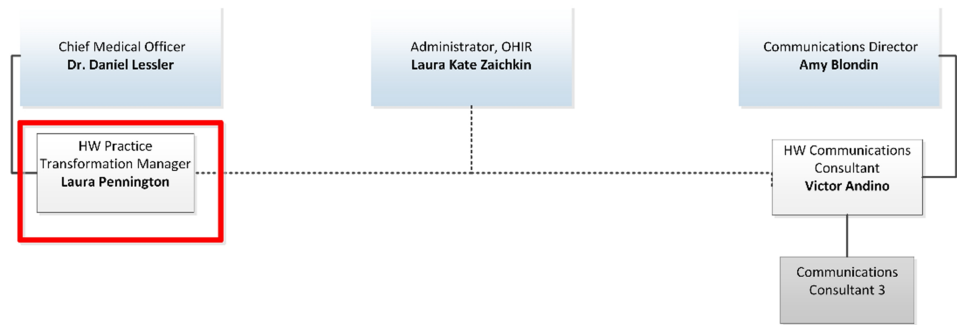 Chief Medical Officer
Dr. Daniel Lessler
Administrator, OHIR
Laura Kate Zaichkin
Communications Director
Amy Blondin
HW Practice
Transformation Manager
Laura Pennington
HW Communications
Consultant
Victor Andino
Communications
Consultant 3